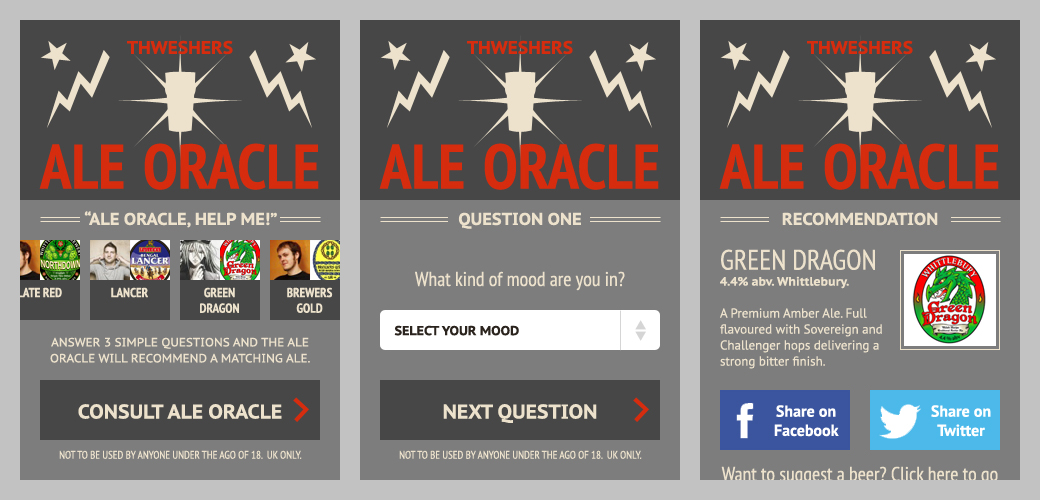 THWESHERS
ALE ORACLE
“ALE ORACLE, HELP ME!”
NORTHDOWN
BENGAL
LANCER
Green
Dragon
LATE RED
LANCER
GREEN
DRAGON
BREWERS
GOLD
ANSWER 3 SIMPLE QUESTIONS AND THE
ORACLE WILL RECOMMEND A MATCHING ALE.
CONSULT ALE ORACLE
NOT TO BE USED BY ANYONE UNDER THE AGO OF 18. UK ONLY.
THWESHERS
ALE ORACLE
QUESTION ONE
What kind of mood are you in?
SELECT YOUR MOOD
NEXT QUESTION
NOT TO BE USED BY ANYONE UNDER THE AGO OF 18. UK ONLY.
THWESHERS
ALE ORACLE
RECOMMENDATION
GREEN DRAGON
4.4% abv. Whittlebury.
A Premium Amber Ale. Full
flavoured with Sovereign and
Challenger hops delivering a
strong bitter finish.
WHITTLEBURY
Green
Dragon
Share on
Facebook
Share on
Twitter
Want to suggest a beer? Click here to go